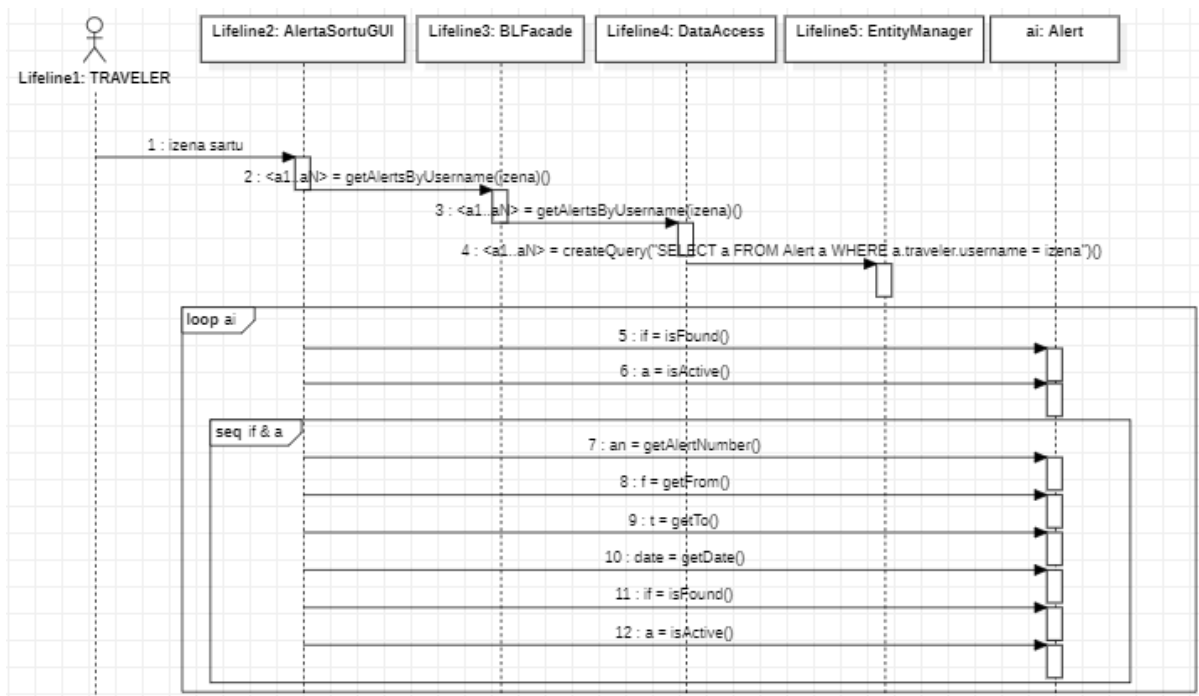 Lifeline1: TRAVELER
Lifeline2: AlertaSortuGUI
Lifeline3: BLFacade
Lifeline4: DataAccess
Lifeline5: EntityManager
ai: Alert
1 : izena sartu
2 : <a1..aN> = getAlertsByUsername(izena)()
3 : <a1..aN> = getAlertsByUsername(izena)()
4 : <a1..aN> = createQuery("SELECT a FROM Alert a WHERE a.traveler.username = izena")()
loop ai
5 : if = isFound()
6 : a = isActive()
seq if & a
7 : an = getAlertNumber()
8 : f = getFrom()
9 : t = getTo()
10 : date = getDate()
11 : if = isFound()
12 : a = isActive()